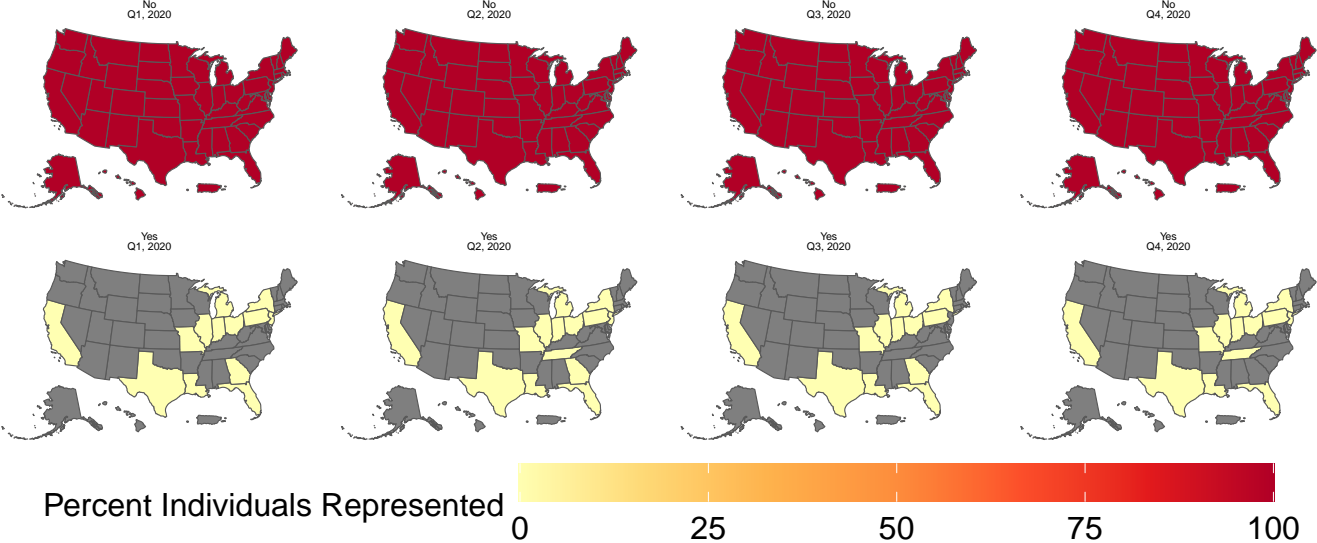 No
Q1, 2020
No
Q2, 2020
No
Q3, 2020
No
Q4, 2020
Yes
Q1, 2020
Yes
Q2, 2020
Yes
Q3, 2020
Yes
Q4, 2020
Percent Individuals Represented
0 25 50 75 100